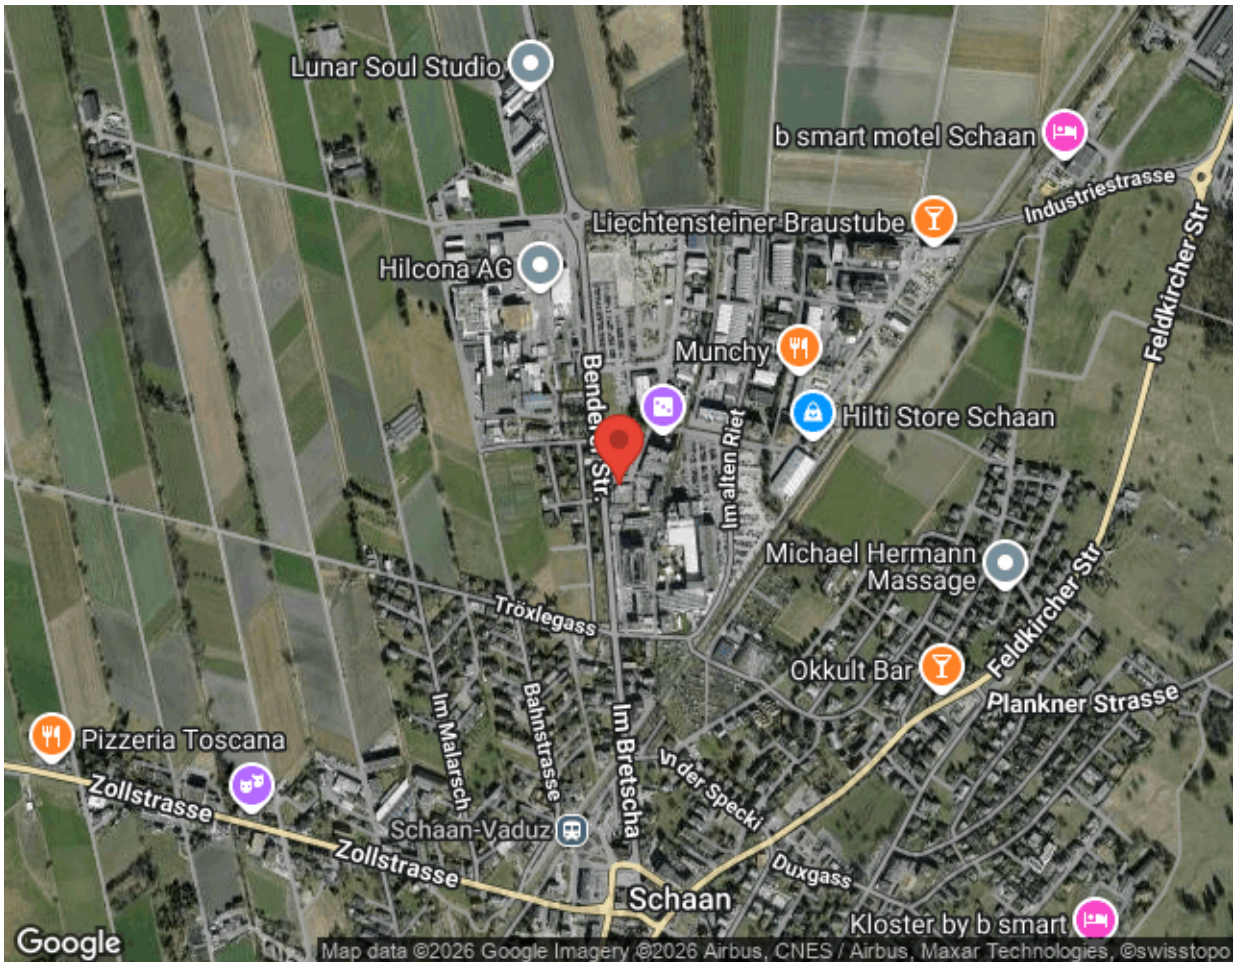 Lunar Soul Studio
b smart motel Schaan
Industriestrasse
Liechtensteiner Braustube
Feldkircher Str
Hilcona AG
Munchy
Hilti Store Schaan
Str.
Im alten Riet
Michael Hermann
Massage
Feldkircher Str
Tröxlegass
Okkult Bar
Plankner Strasse
Im Malarsch
Bahnstrasse
Im Bretscha
Pizzeria Toscana
In der Specki
Zollstrasse
Schaan-Vaduz
Zollstrasse
Duxgass
Schaan
Kloster by b smart
Google
Map data ©2026 Google Imagery ©2026 Airbus, CNES / Airbus, Maxar Technologies, ©swisstopo